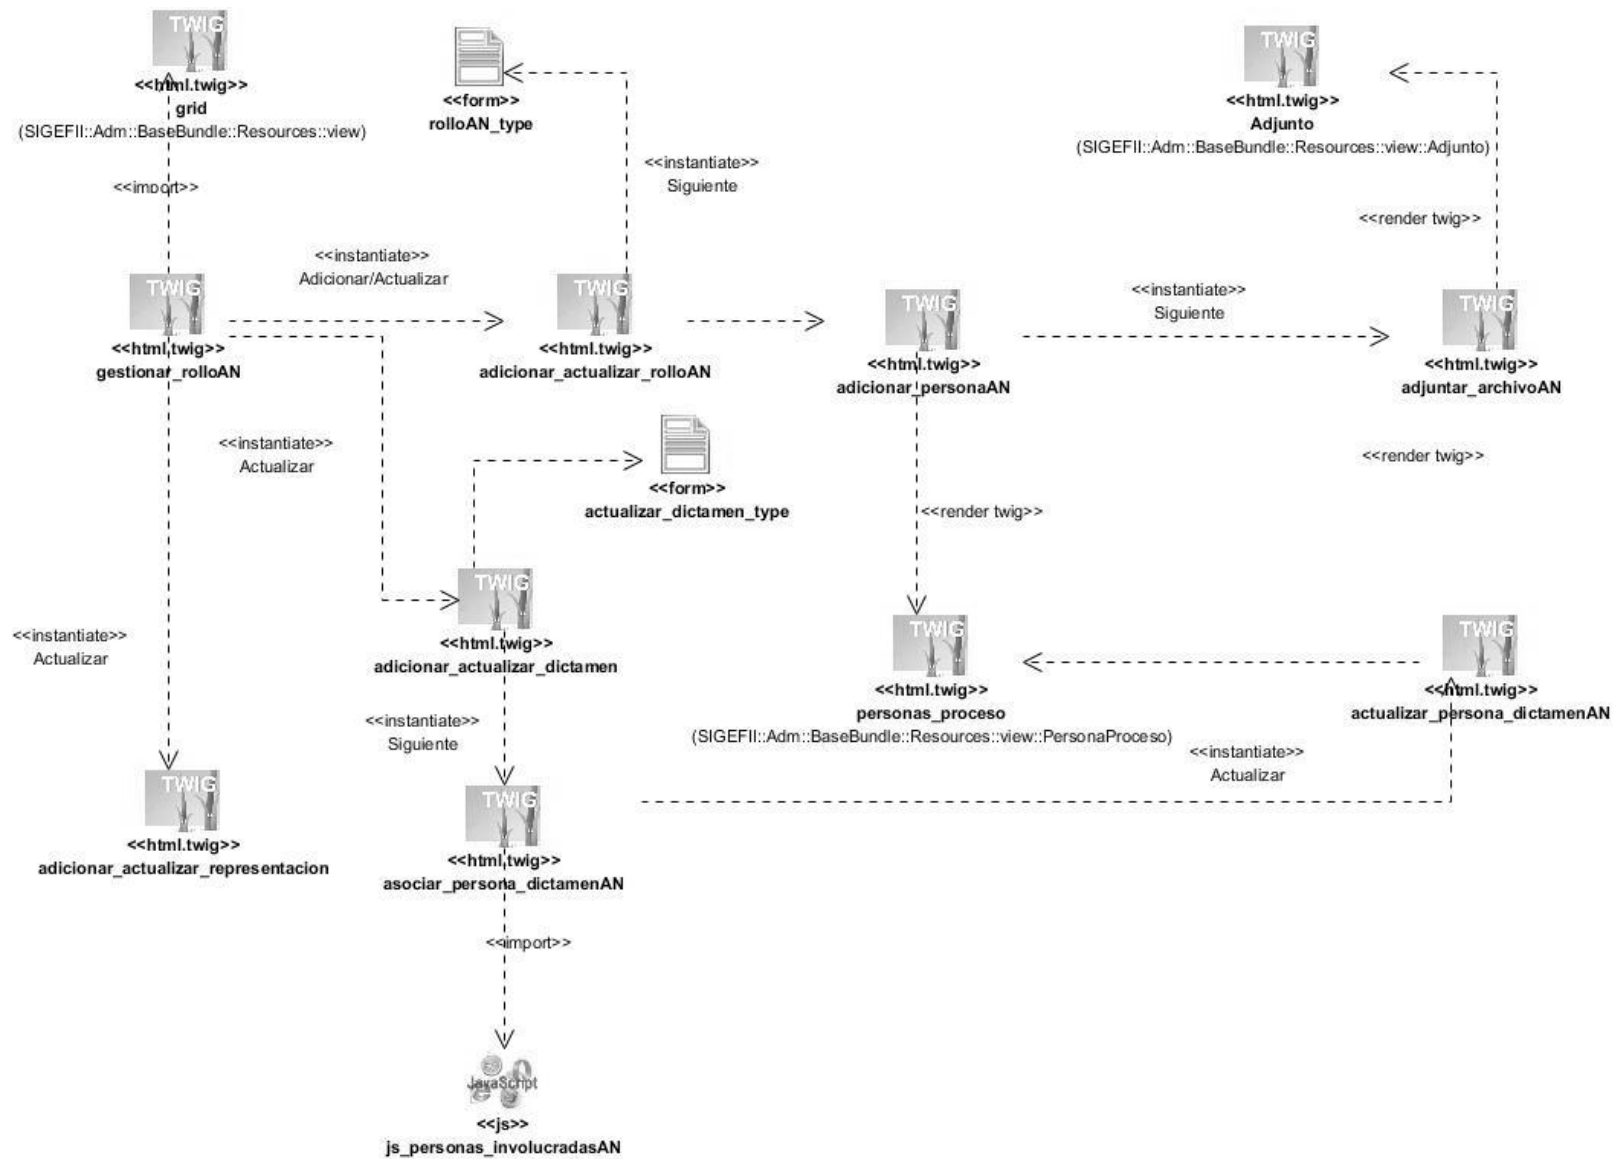 TWIG
<<html.twig>>
grid
(SIGEFII::Adm::BaseBundle::Resources::view)
<<form>>
rolloAN_type
TWIG
<<html.twig>>
Adjunto
(SIGEFII::Adm::BaseBundle::Resources::view::Adjunto)
<<import>>
<<instantiate>>
Siguiente
<<render twig>>
<<instantiate>>
Adicionar/Actualizar
TWIG
<<html.twig>>
gestionar_rolloAN
TWIG
<<html.twig>>
adicionar_actualizar_rolloAN
TWIG
<<html.twig>>
adicionar_personaAN
<<instantiate>>
Siguiente
TWIG
<<html.twig>>
adjuntar_archivoAN
<<instantiate>>
Actualizar
<<form>>
actualizar_dictamen_type
<<render twig>>
<<render twig>>
TWIG
<<html.twig>>
adicionar_actualizar_dictamen
<<instantiate>>
Actualizar
TWIG
<<html.twig>>
personas_proceso
(SIGEFII::Adm::BaseBundle::Resources::view::PersonaProceso)
TWIG
<<html.twig>>
actualizar_persona_dictamenAN
<<instantiate>>
Siguiente
<<instantiate>>
Actualizar
TWIG
<<html.twig>>
adicionar_actualizar_representacion
TWIG
<<html.twig>>
asociar_persona_dictamenAN
<<import>>
JavaScript
<<js>>
js_personas_involucradasAN